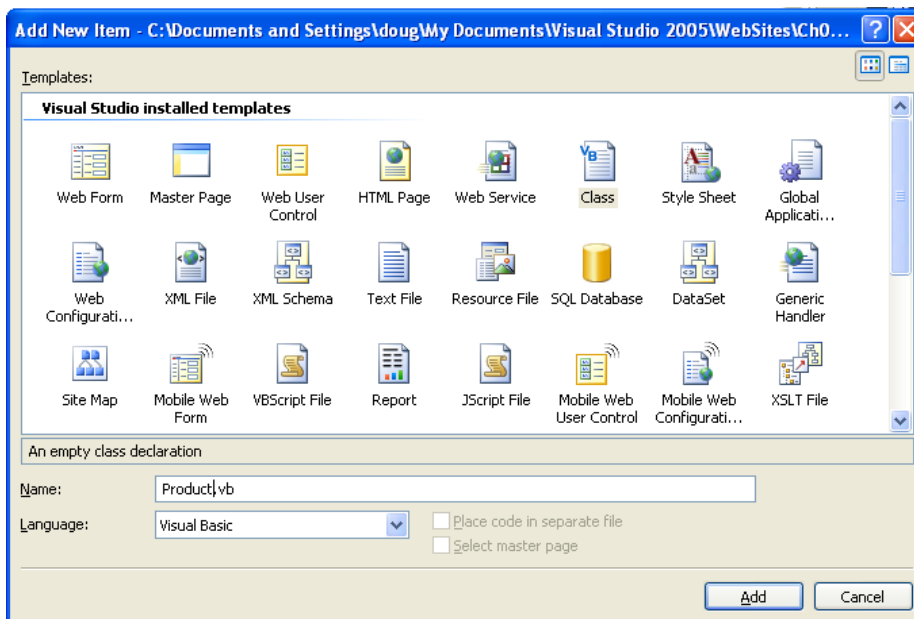 Add New Item - C:\Documents and Settings\doug\My Documents\Visual Studio 2005\WebSites\Ch0...
Templates:
Visual Studio installed templates
Web Form
Master Page
Web User
Control
HTML Page
Web Service
Class
Style Sheet
Global
Applicati...
Web
Configurati...
XML File
XML Schema
Text File
Resource File
SQL Database
DataSet
Generic
Handler
Site Map
Mobile Web
Form
VBScript File
Report
JScript File
Mobile Web
User Control
Mobile Web
Configurati...
XSLT File
An empty class declaration
Name:
Product.vb
Language:
Visual Basic
Place code in separate file
Select master page
Add
Cancel